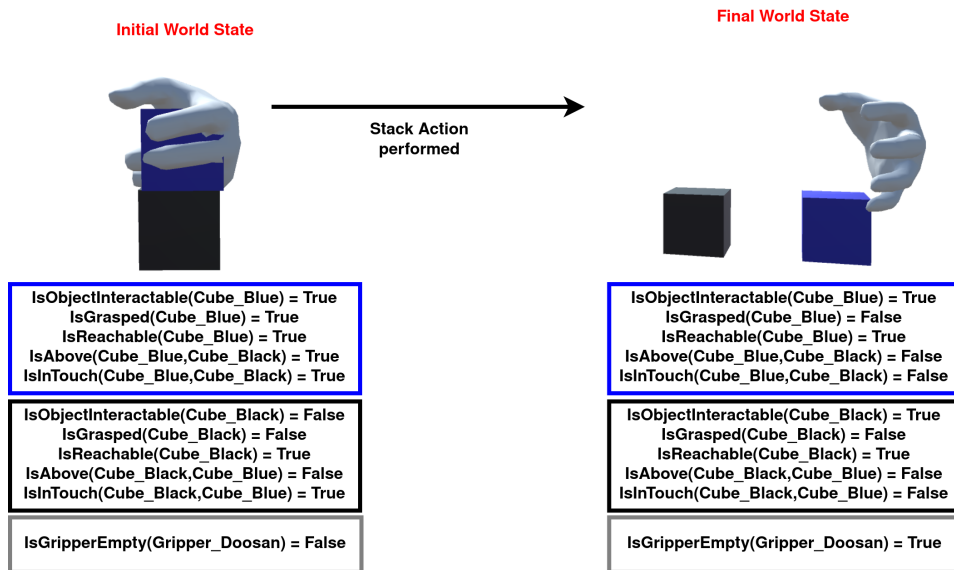 Initial World State
Final World State
Stack Action
performed
IsObjectInteractable(Cube_Blue) = True
IsGrasped(Cube_Blue) = True
IsReachable(Cube_Blue) = True
IsAbove(Cube_Blue,Cube_Black) = True
IsInTouch(Cube_Blue,Cube_Black) = True
IsObjectInteractable(Cube_Black) = False
IsGrasped(Cube_Black) = False
IsReachable(Cube_Black) = True
IsAbove(Cube_Black,Cube_Blue) = False
IsInTouch(Cube_Black,Cube_Blue) = True
IsGripperEmpty(Gripper_Doosan) = False
IsObjectInteractable(Cube_Blue) = True
IsGrasped(Cube_Blue) = False
IsReachable(Cube_Blue) = True
IsAbove(Cube_Blue,Cube_Black) = False
IsInTouch(Cube_Blue,Cube_Black) = False
IsObjectInteractable(Cube_Black) = True
IsGrasped(Cube_Black) = False
IsReachable(Cube_Black) = True
IsAbove(Cube_Black,Cube_Blue) = False
IsInTouch(Cube_Black,Cube_Blue) = False
IsGripperEmpty(Gripper_Doosan) = True